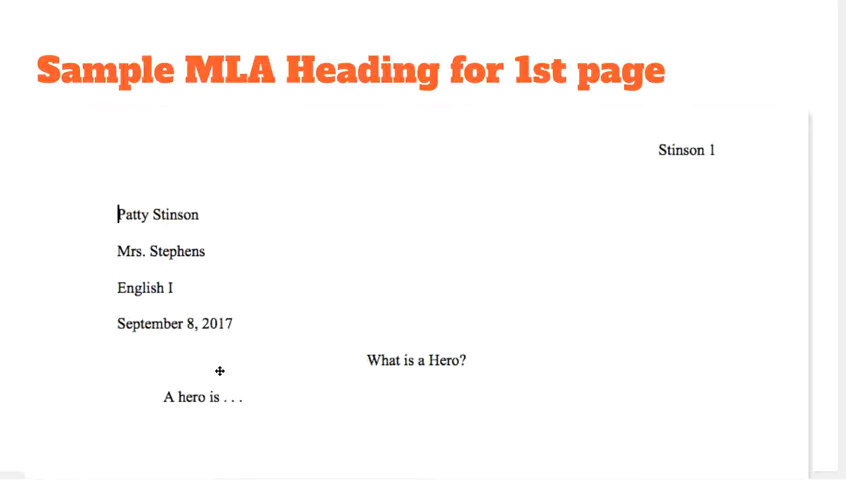 Sample MLA Heading for 1st page
Stinson 1
Patty Stinson
Mrs. Stephens
English I
September 8, 2017
What is a Hero?
A hero is . . .